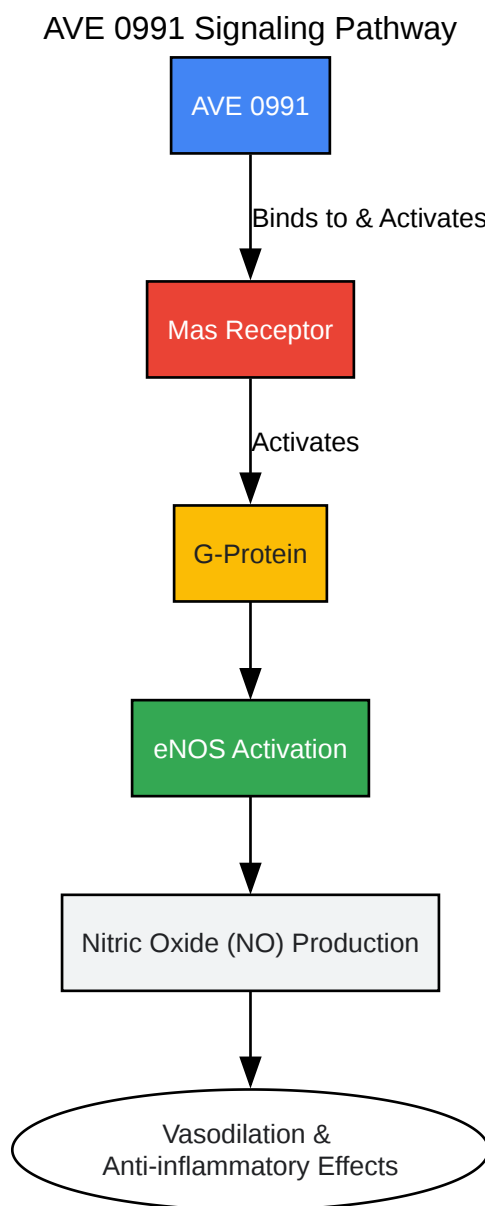 AVE 0991 Signaling Pathway
AVE 0991
Binds to & Activates
Mas Receptor
Activates
G-Protein
eNOS Activation
Nitric Oxide (NO) Production
Vasodilation &
Anti-inflammatory Effects